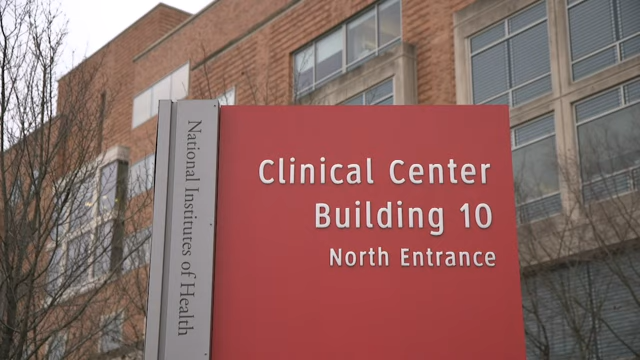 National Institutes of Health
Clinical Center
Building 10
North Entrance